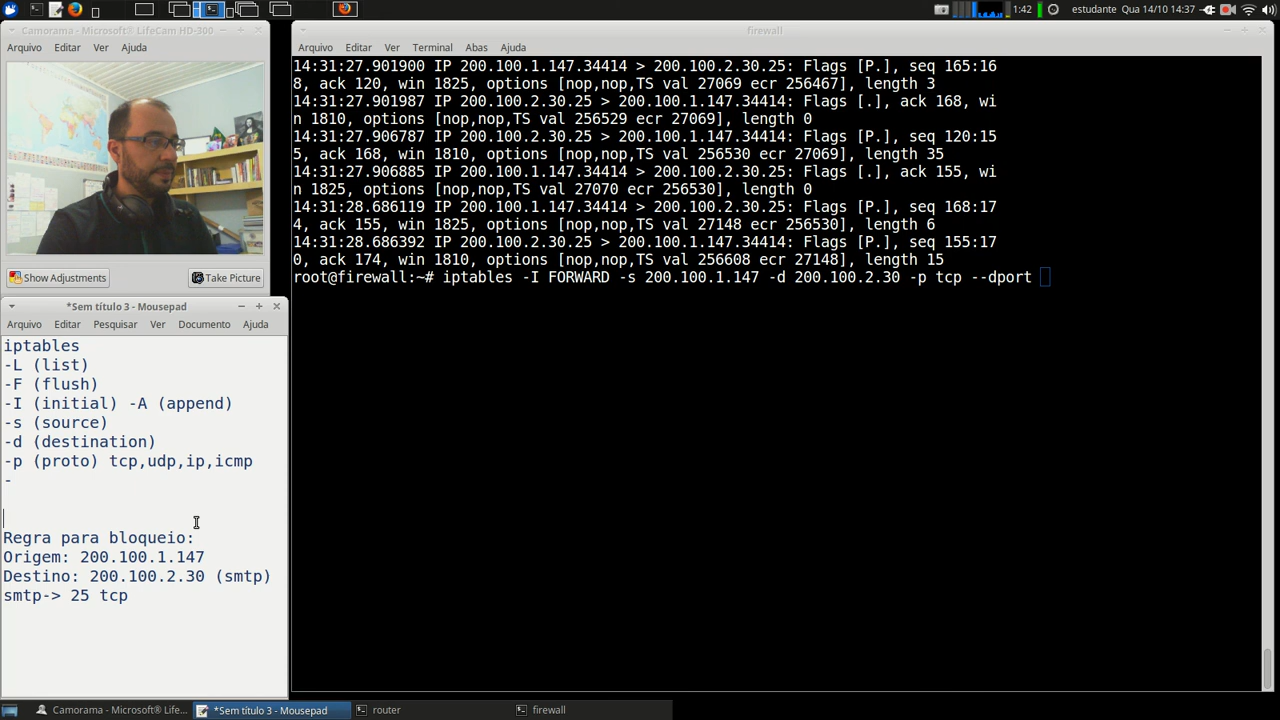 1:42
estudante Qua 14/10 14:37
Camorama - Microsoft® LifeCam HD-300
Arquivo Editar Ver Ajuda
Show Adjustments
Take Picture
*Sem título 3 - Mousepad
Arquivo Editar Pesquisar Ver Documento Ajuda
iptables
-L (list)
-F (flush)
-I (initial) -A (append)
-s (source)
-d (destination)
-p (proto) tcp,udp,ip,icmp
-
Regra para bloqueio:
Origem: 200.100.1.147
Destino: 200.100.2.30 (smtp)
smtp-> 25 tcp
firewall
Arquivo Editar Ver Terminal Abas Ajuda
14:31:27.901900 IP 200.100.1.147.34414 > 200.100.2.30.25: Flags [P.], seq 165:16
8, ack 120, win 1825, options [nop,nop,TS val 27069 ecr 256467], length 3
14:31:27.901987 IP 200.100.2.30.25 > 200.100.1.147.34414: Flags [.], ack 168, wi
n 1810, options [nop,nop,TS val 256529 ecr 27069], length 0
14:31:27.906787 IP 200.100.2.30.25 > 200.100.1.147.34414: Flags [P.], seq 120:15
5, ack 168, win 1810, options [nop,nop,TS val 256530 ecr 27069], length 35
14:31:27.906885 IP 200.100.1.147.34414 > 200.100.2.30.25: Flags [.], ack 155, wi
n 1825, options [nop,nop,TS val 27070 ecr 256530], length 0
14:31:28.686119 IP 200.100.1.147.34414 > 200.100.2.30.25: Flags [P.], seq 168:17
4, ack 155, win 1825, options [nop,nop,TS val 27148 ecr 256530], length 6
14:31:28.686392 IP 200.100.2.30.25 > 200.100.1.147.34414: Flags [P.], seq 155:17
0, ack 174, win 1810, options [nop,nop,TS val 256608 ecr 27148], length 15
root@firewall:~# iptables -I FORWARD -s 200.100.1.147 -d 200.100.2.30 -p tcp --dport
Camorama - Microsoft® Life...
*Sem título 3 - Mousepad
router
firewall